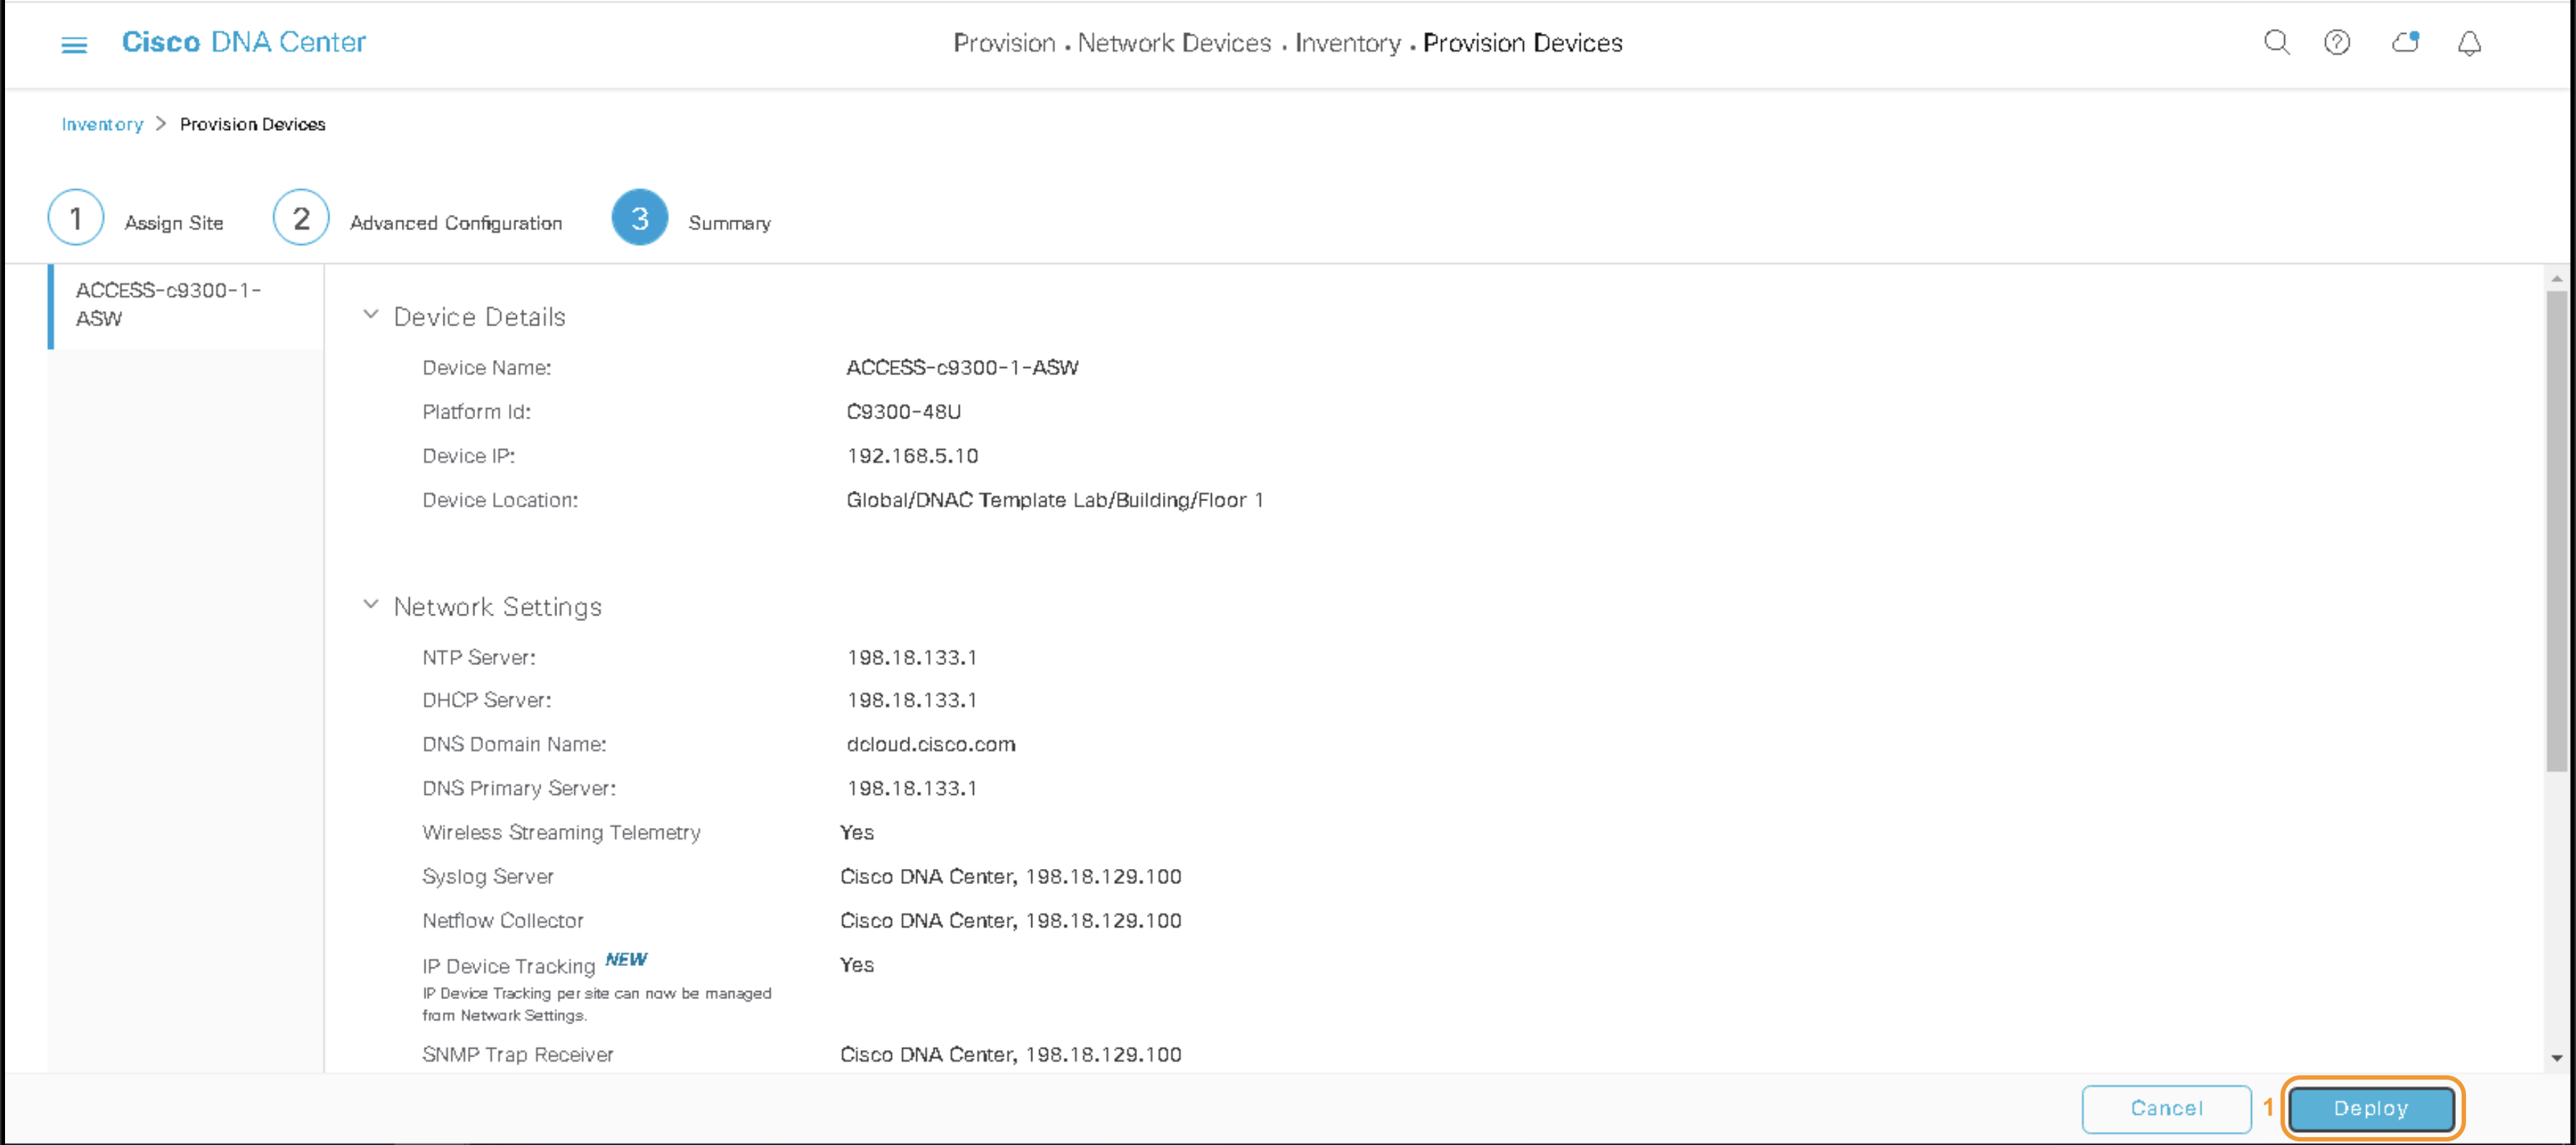 Cisco DNA Center
Provision • Network Devices • Inventory • Provision Devices
Inventory > Provision Devices
1 Assign Site 2 Advanced Configuration 3 Summary
ACCESS-c9300-1-
ASW
Device Details
Device Name: ACCESS-c9300-1-ASW
Platform Id: C9300-48U
Device IP: 192.168.5.10
Device Location: Global/DNAC Template Lab/Building/Floor 1
Network Settings
NTP Server: 198.18.133.1
DHCP Server: 198.18.133.1
DNS Domain Name: dcloud.cisco.com
DNS Primary Server: 198.18.133.1
Wireless Streaming Telemetry Yes
Syslog Server Cisco DNA Center, 198.18.129.100
Netflow Collector Cisco DNA Center, 198.18.129.100
IP Device Tracking NEW Yes
IP Device Tracking per site can now be managed
from Network Settings.
SNMP Trap Receiver Cisco DNA Center, 198.18.129.100
Cancel 1 Deploy